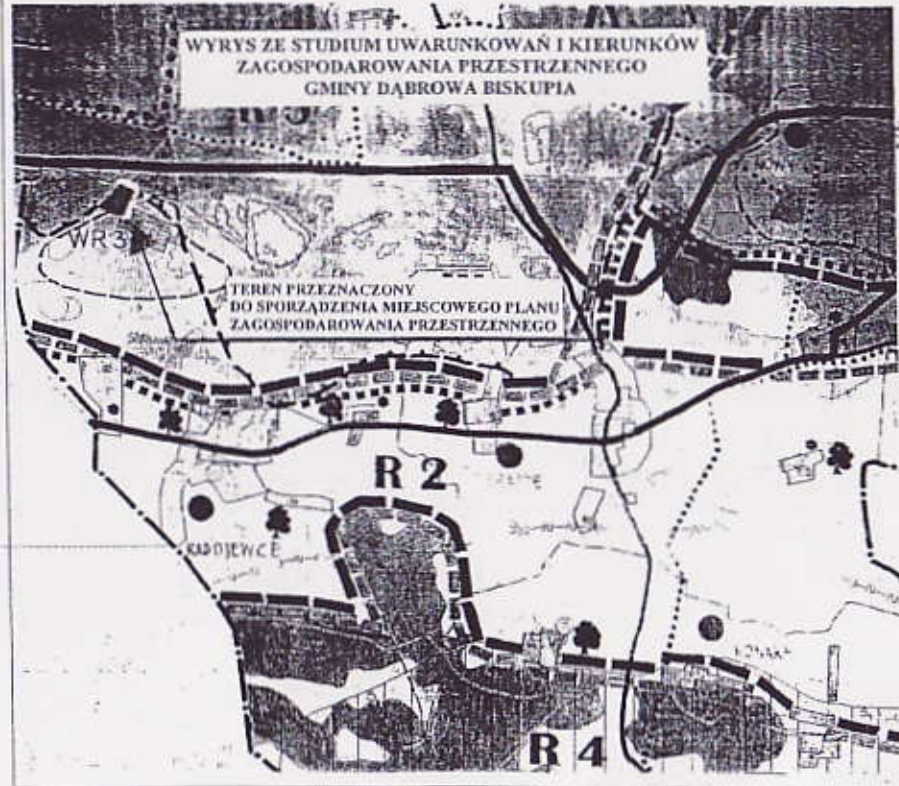 WYRYS ZE STUDIUM UWARUNKOWAŃ I KIERUNKÓW
ZAGOSPODAROWANIA PRZESTRZENNEGO
GMINY DĄBROWA BISKUPIA
WR3
TEREN PRZEZNACZONY
DO SPORZĄDZENIA MIEJSCOWEGO PLANU
ZAGOSPODAROWANIA PRZESTRZENNEGO
R 2
RADOJEWICE
R 4